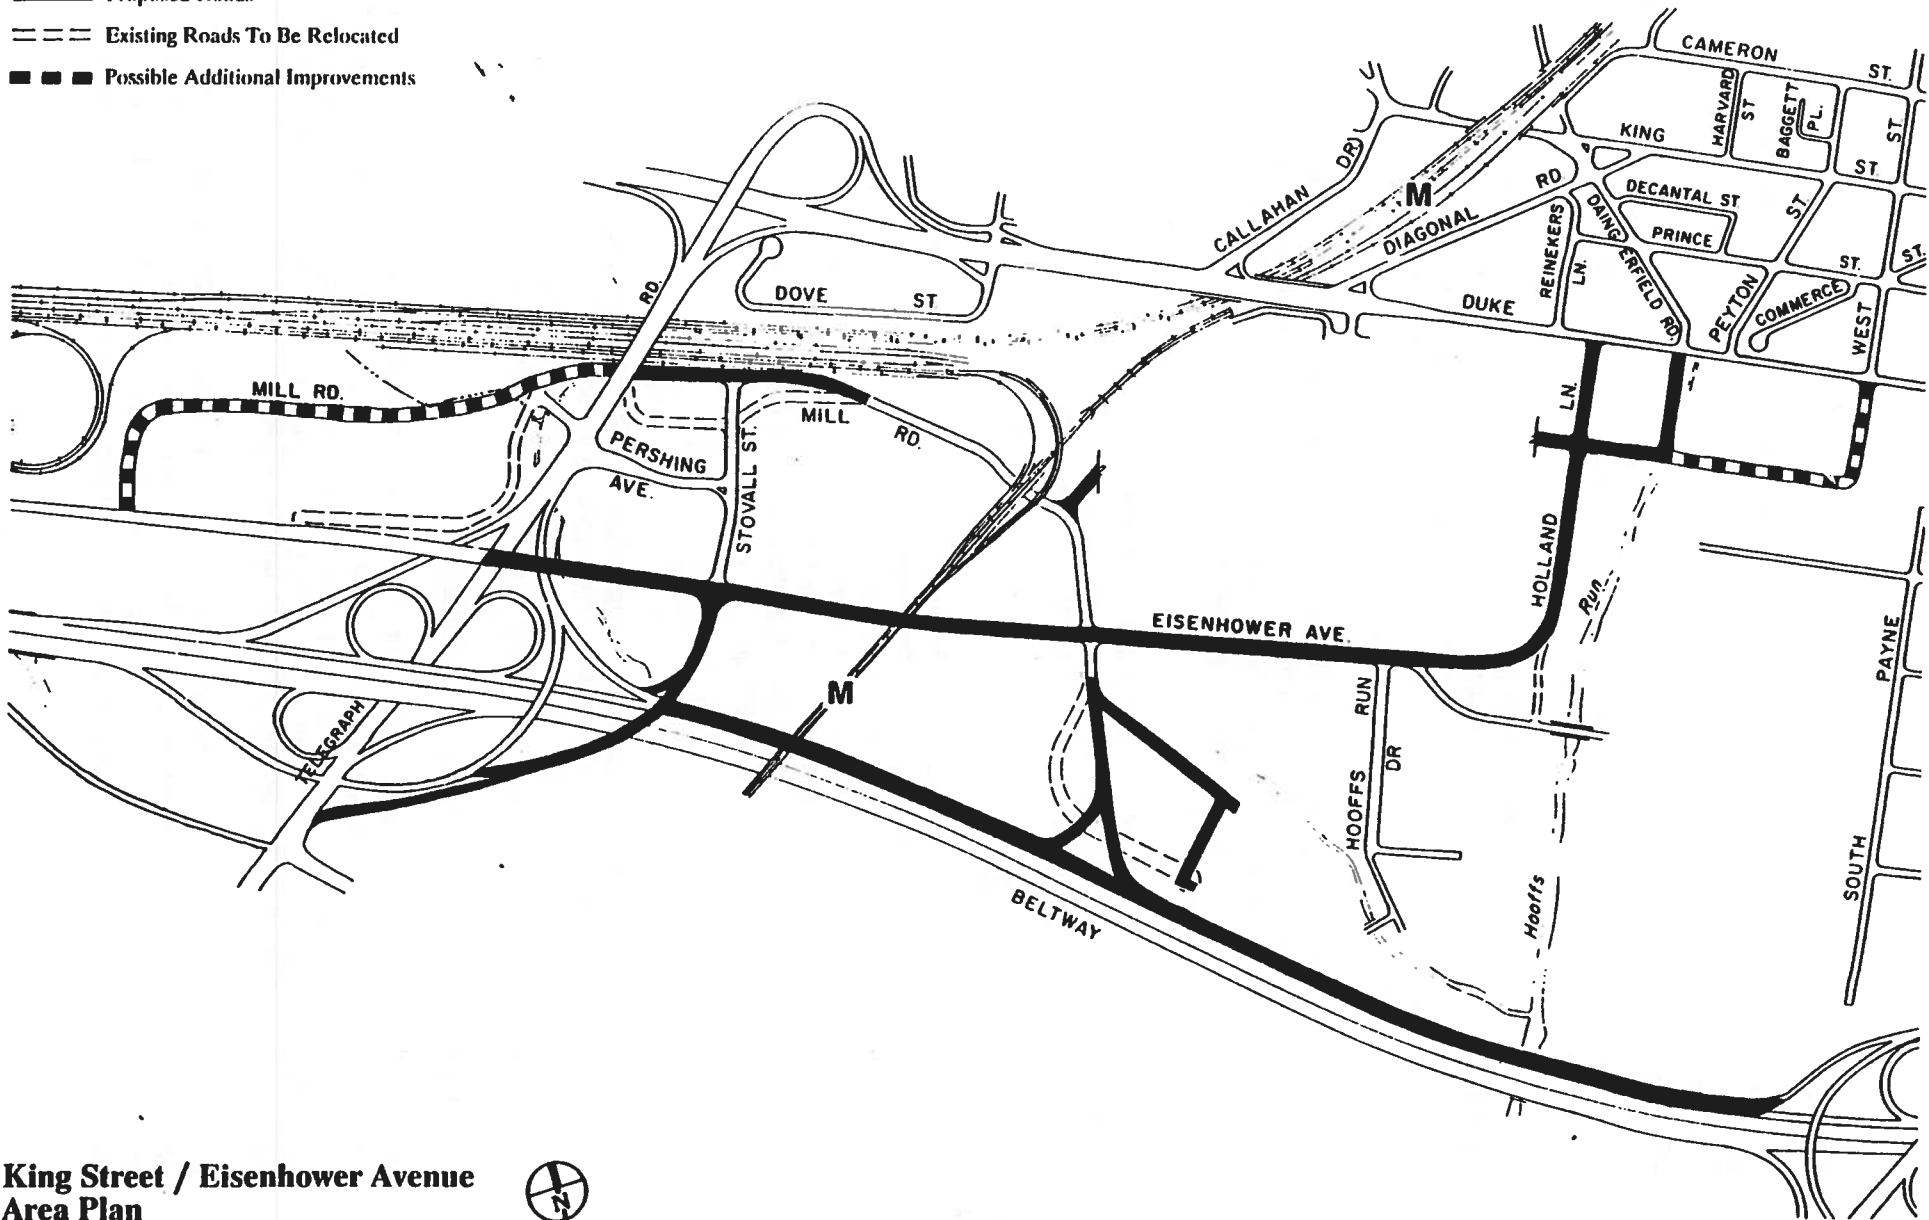 Existing Roads To Be Relocated
Possible Additional Improvements
CAMERON ST.
HARVARD ST
BAGGETT PL.
ST.
KING ST.
CALLAHAN DR
M
DIAGONAL RD
DECANTAL ST
ST.
REINEKERS LN.
DAINGERFIELD RD
PRINCE ST.
ST.
PEYTON
COMMERCE
WEST
DUKE
RD.
DOVE ST
MILL RD.
MILL RD.
PERSHING AVE.
STOVALL ST.
LN.
HOLLAND
Run
EISENHOWER AVE.
PAYNE
M
RUN
HOOFFS
DR
TELEGRAPH
BELTWAY
Hooffs
SOUTH
King Street / Eisenhower Avenue
Area Plan
N